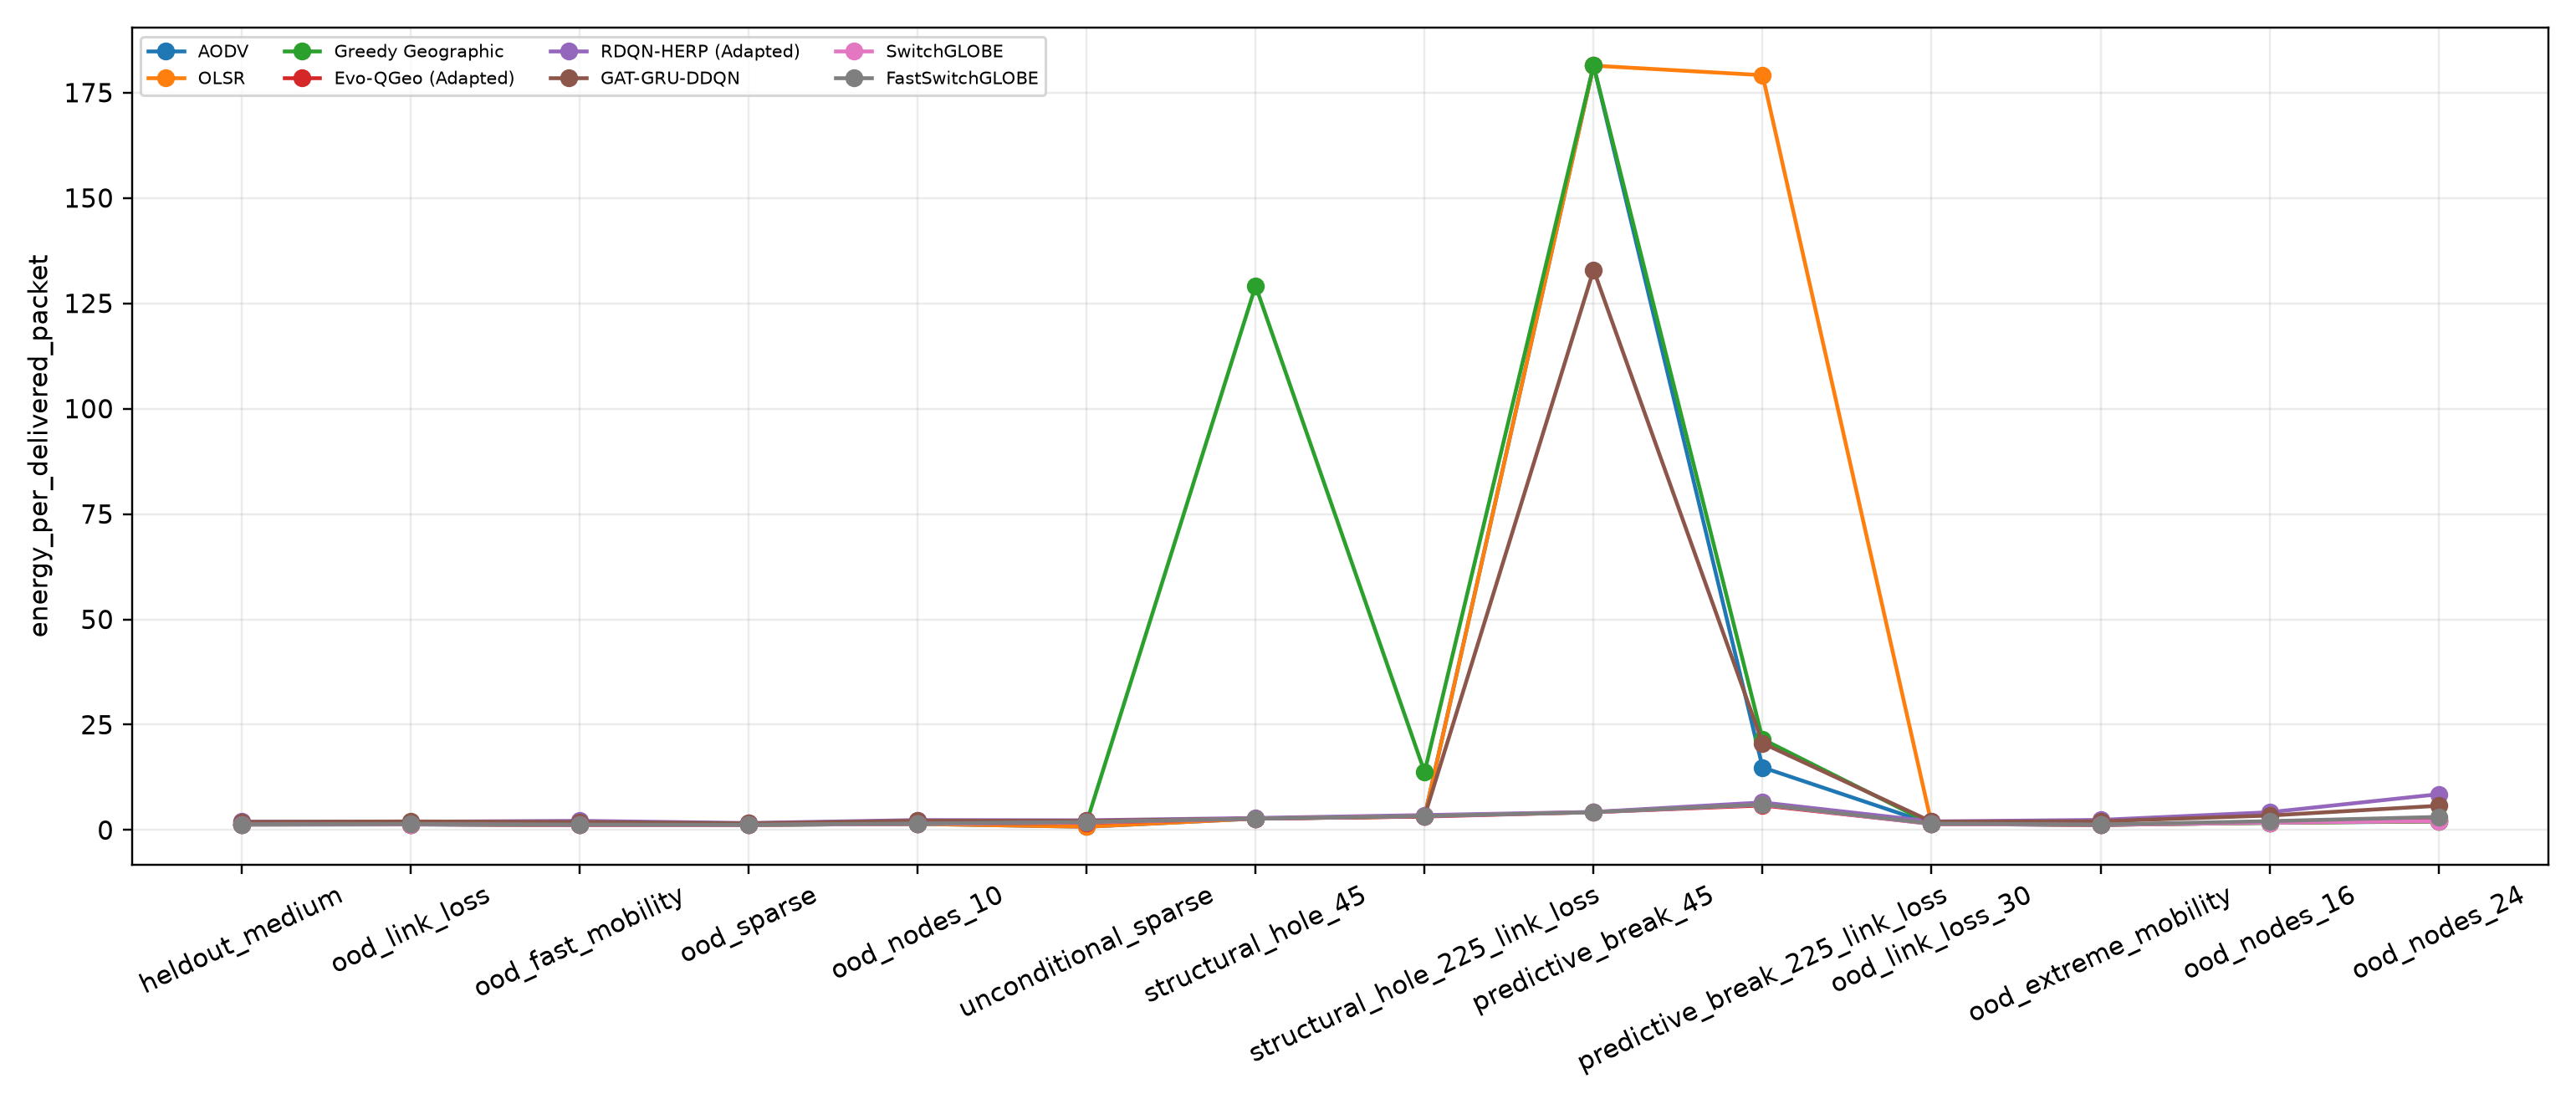 AODV
OLSR
Greedy Geographic
Evo-QGeo (Adapted)
RDQN-HERP (Adapted)
GAT-GRU-DDQN
SwitchGLOBE
FastSwitchGLOBE
energy_per_delivered_packet
175
150
125
100
75
50
25
0
heldout_medium
ood_link_loss
ood_fast_mobility
ood_sparse
ood_nodes_10
unconditional_sparse
structural_hole_45
structural_hole_225_link_loss
predictive_break_45
predictive_break_225_link_loss
ood_link_loss_30
ood_extreme_mobility
ood_nodes_16
ood_nodes_24